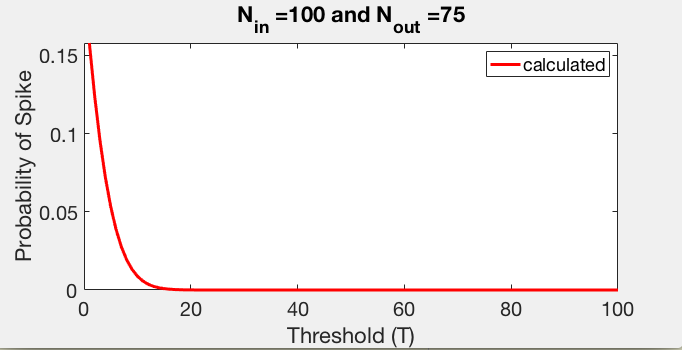 N_in =100 and N_out =75
calculated
Probability of Spike
0.15
0.1
0.05
0
0 20 40 60 80 100
Threshold (T)